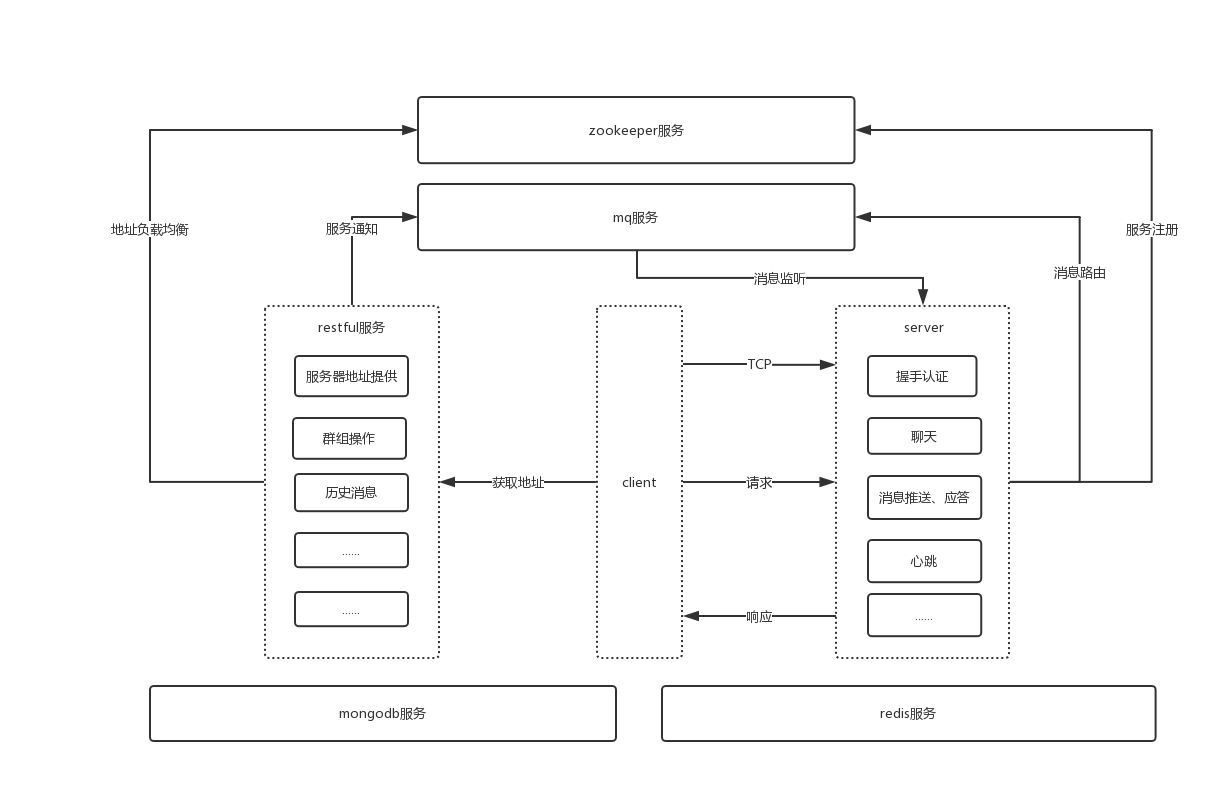 zookeeper服务
mq服务
地址负载均衡
服务通知
服务注册
消息路由
消息监听
restful服务
服务器地址提供
群组操作
历史消息
......
......
获取地址
client
TCP
请求
响应
server
握手认证
聊天
消息推送、应答
心跳
......
mongodb服务
redis服务